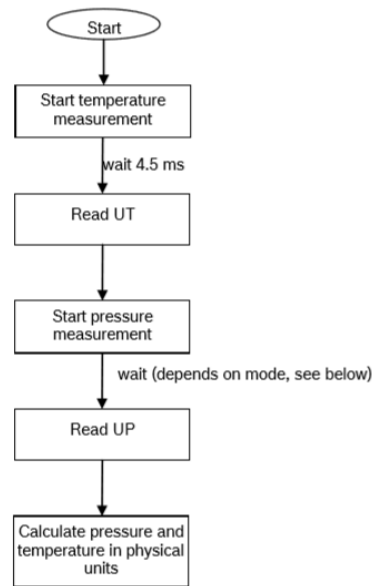 Start
Start temperature
measurement
wait 4.5 ms
Read UT
Start pressure
measurement
wait (depends on mode, see below)
Read UP
Calculate pressure and
temperature in physical
units